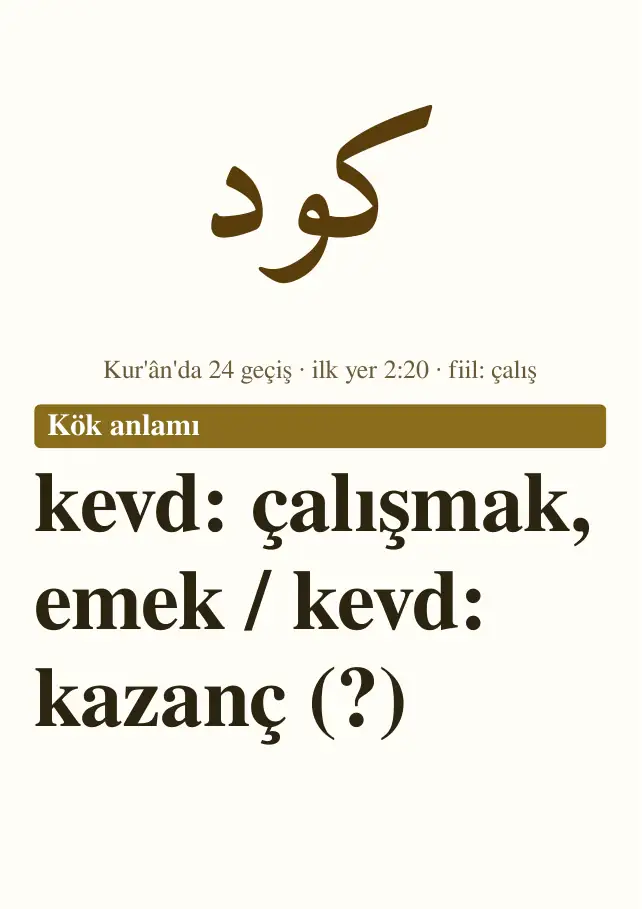 كود
Kur'ân'da 24 geçiş · ilk yer 2:20 · fiil: çalış
Kök anlamı
kevd: çalışmak,
emek / kevd:
kazanç (?)